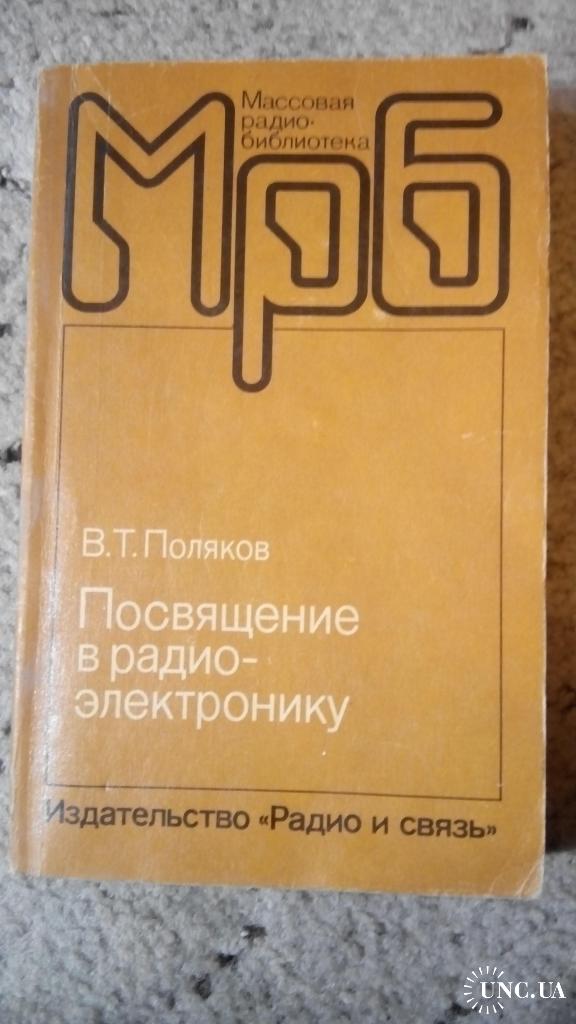 Массовая
радио-
библиотека
МРБ
В.Т. Поляков
Посвящение
в радио-
электронику
Издательство «Радио и связь»
UNC.UA